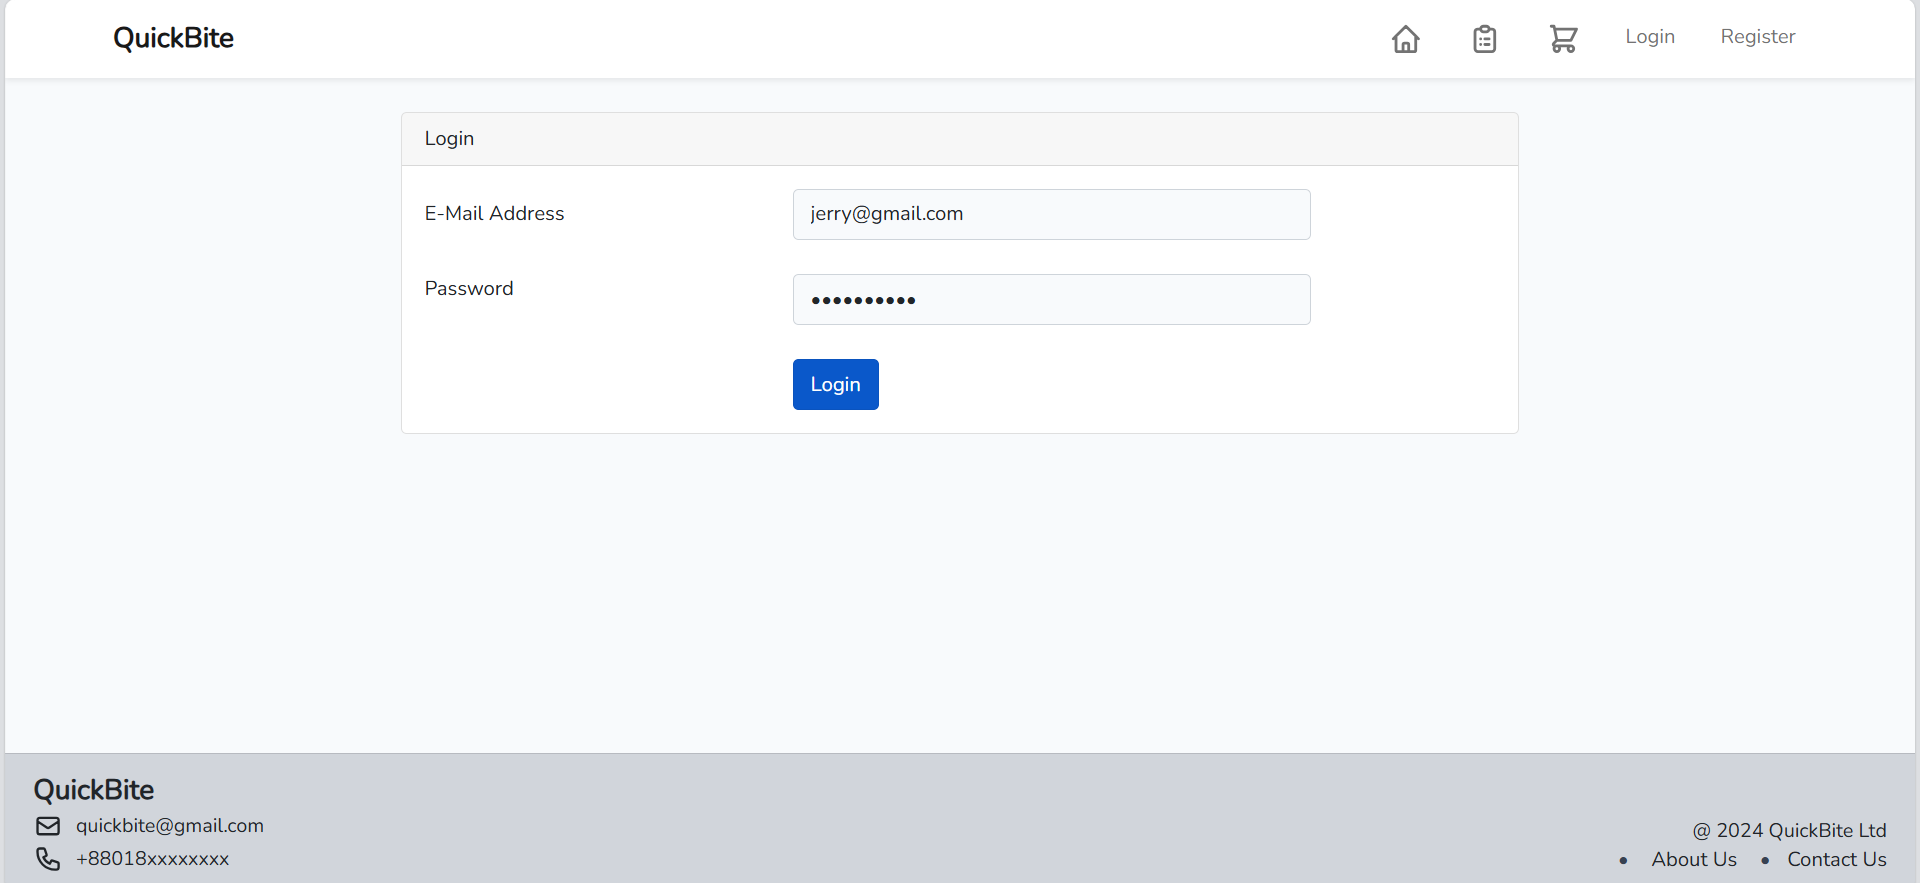 QuickBite
Login Register
Login
E-Mail Address jerry@gmail.com
Password ••••••••••
Login
QuickBite
quickbite@gmail.com
+88018xxxxxxxx
@ 2024 QuickBite Ltd
• About Us • Contact Us